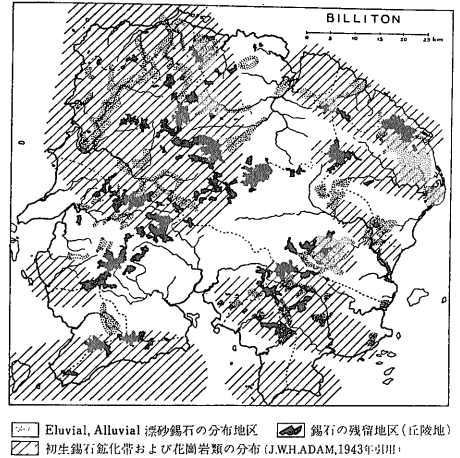 BILLITON
0 5 10 15 20 25 km
Eluvial, Alluvial 漂砂錫石の分布地区
錫石の残留地区(丘陵地)
初生錫石鉱化帯および花崗岩類の分布(J.W.H.ADAM,1943年引用)